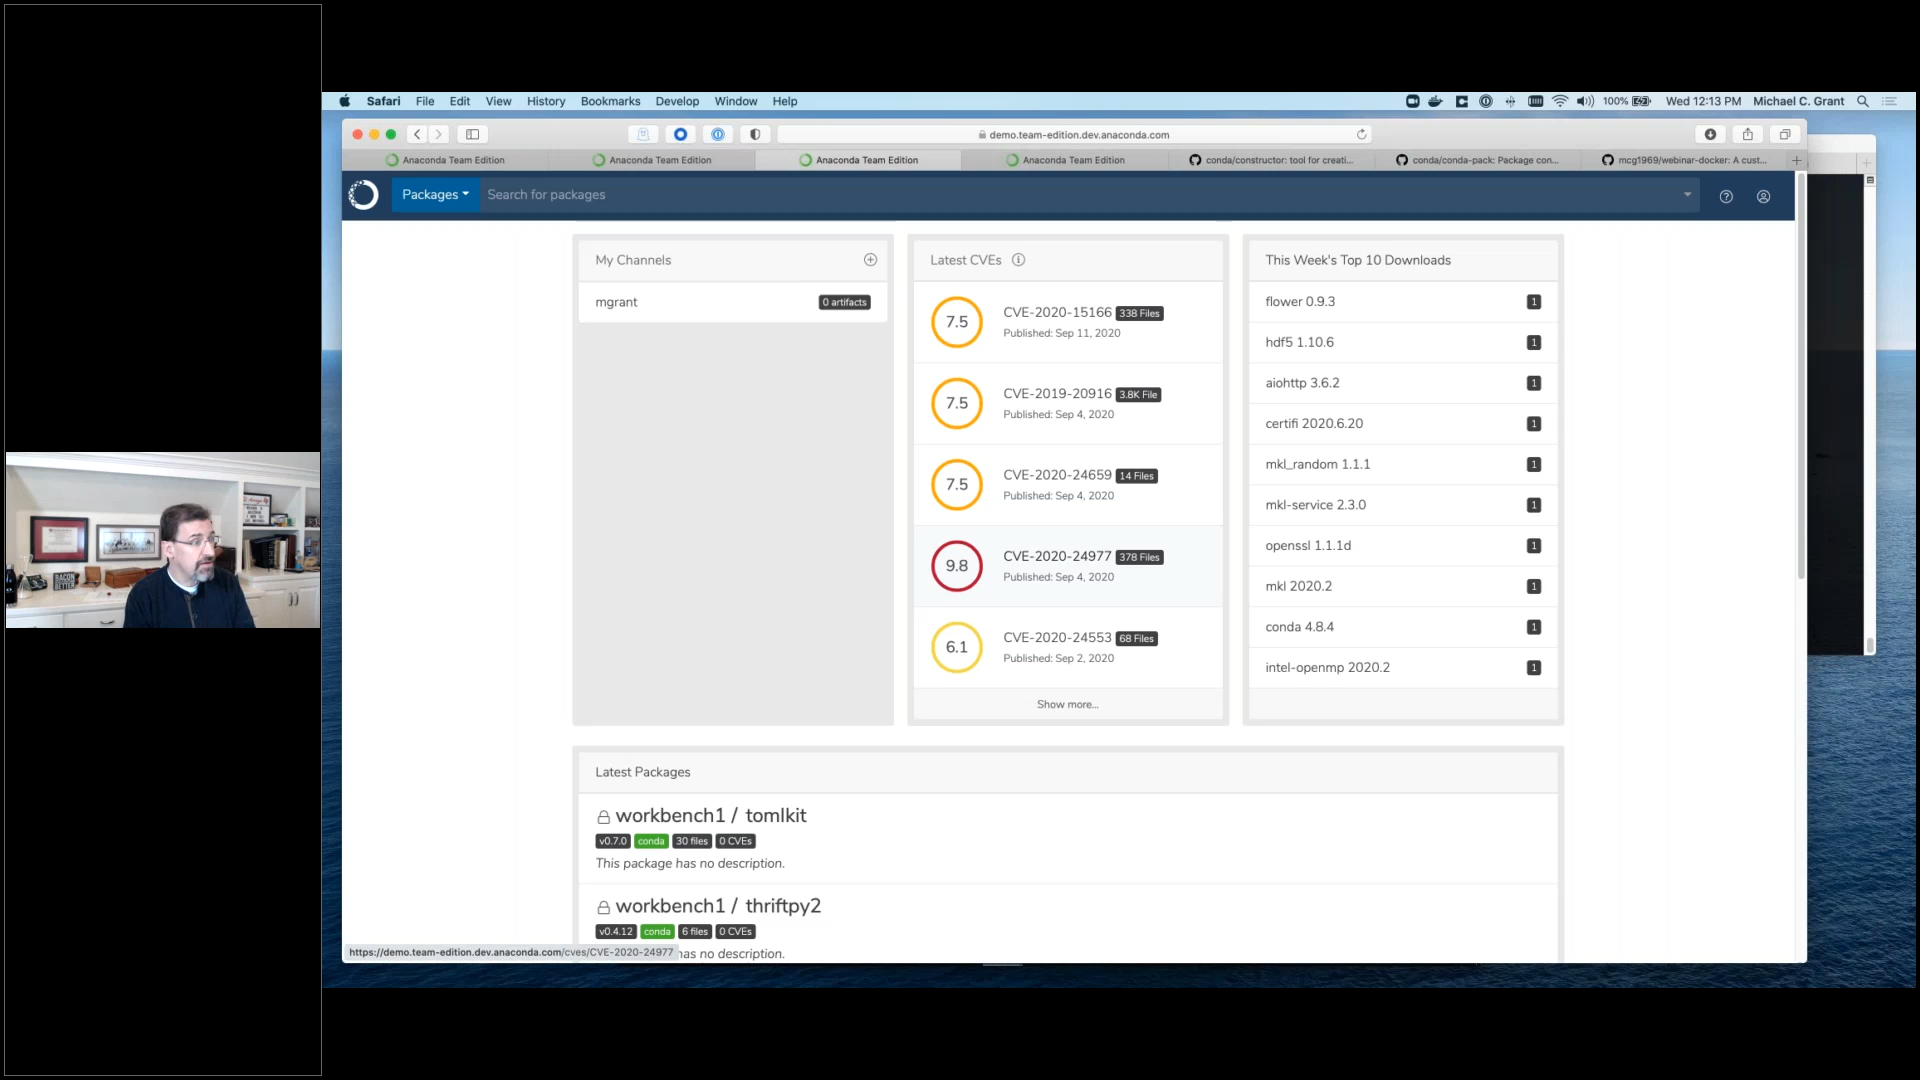 Safari File Edit View History Bookmarks Develop Window Help
100% Wed 12:13 PM Michael C. Grant
demo.team-edition.dev.anaconda.com
Anaconda Team Edition
Anaconda Team Edition
Anaconda Team Edition
Anaconda Team Edition
conda/constructor: tool for creati...
conda/conda-pack: Package con...
mcg1969/webinar-docker: A cust...
Packages
Search for packages
My Channels
mgrant
0 artifacts
Latest CVEs
7.5
CVE-2020-15166 338 Files
Published: Sep 11, 2020
7.5
CVE-2019-20916 3.8K File
Published: Sep 4, 2020
7.5
CVE-2020-24659 14 Files
Published: Sep 4, 2020
9.8
CVE-2020-24977 378 Files
Published: Sep 4, 2020
6.1
CVE-2020-24553 68 Files
Published: Sep 2, 2020
Show more...
This Week's Top 10 Downloads
flower 0.9.3 1
hdf5 1.10.6 1
aiohttp 3.6.2 1
certifi 2020.6.20 1
mkl_random 1.1.1 1
mkl-service 2.3.0 1
openssl 1.1.1d 1
mkl 2020.2 1
conda 4.8.4 1
intel-openmp 2020.2 1
Latest Packages
workbench1 / tomlkit
v0.7.0 conda 30 files 0 CVEs
This package has no description.
workbench1 / thriftpy2
v0.4.12 conda 6 files 0 CVEs
has no description.
https://demo.team-edition.dev.anaconda.com/cves/CVE-2020-24977
BACON
BETTER